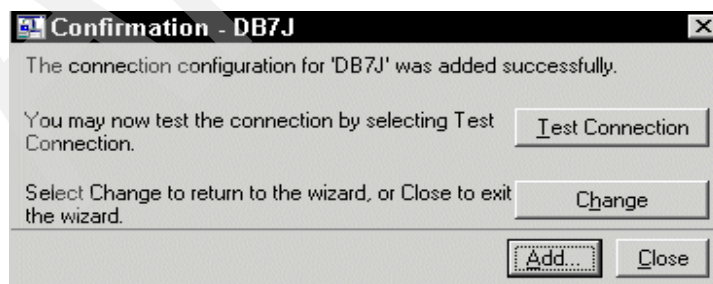 Confirmation - DB7J
The connection configuration for 'DB7J' was added successfully.
You may now test the connection by selecting Test
Connection.
Test Connection
Select Change to return to the wizard, or Close to exit
the wizard.
Change
Add...
Close